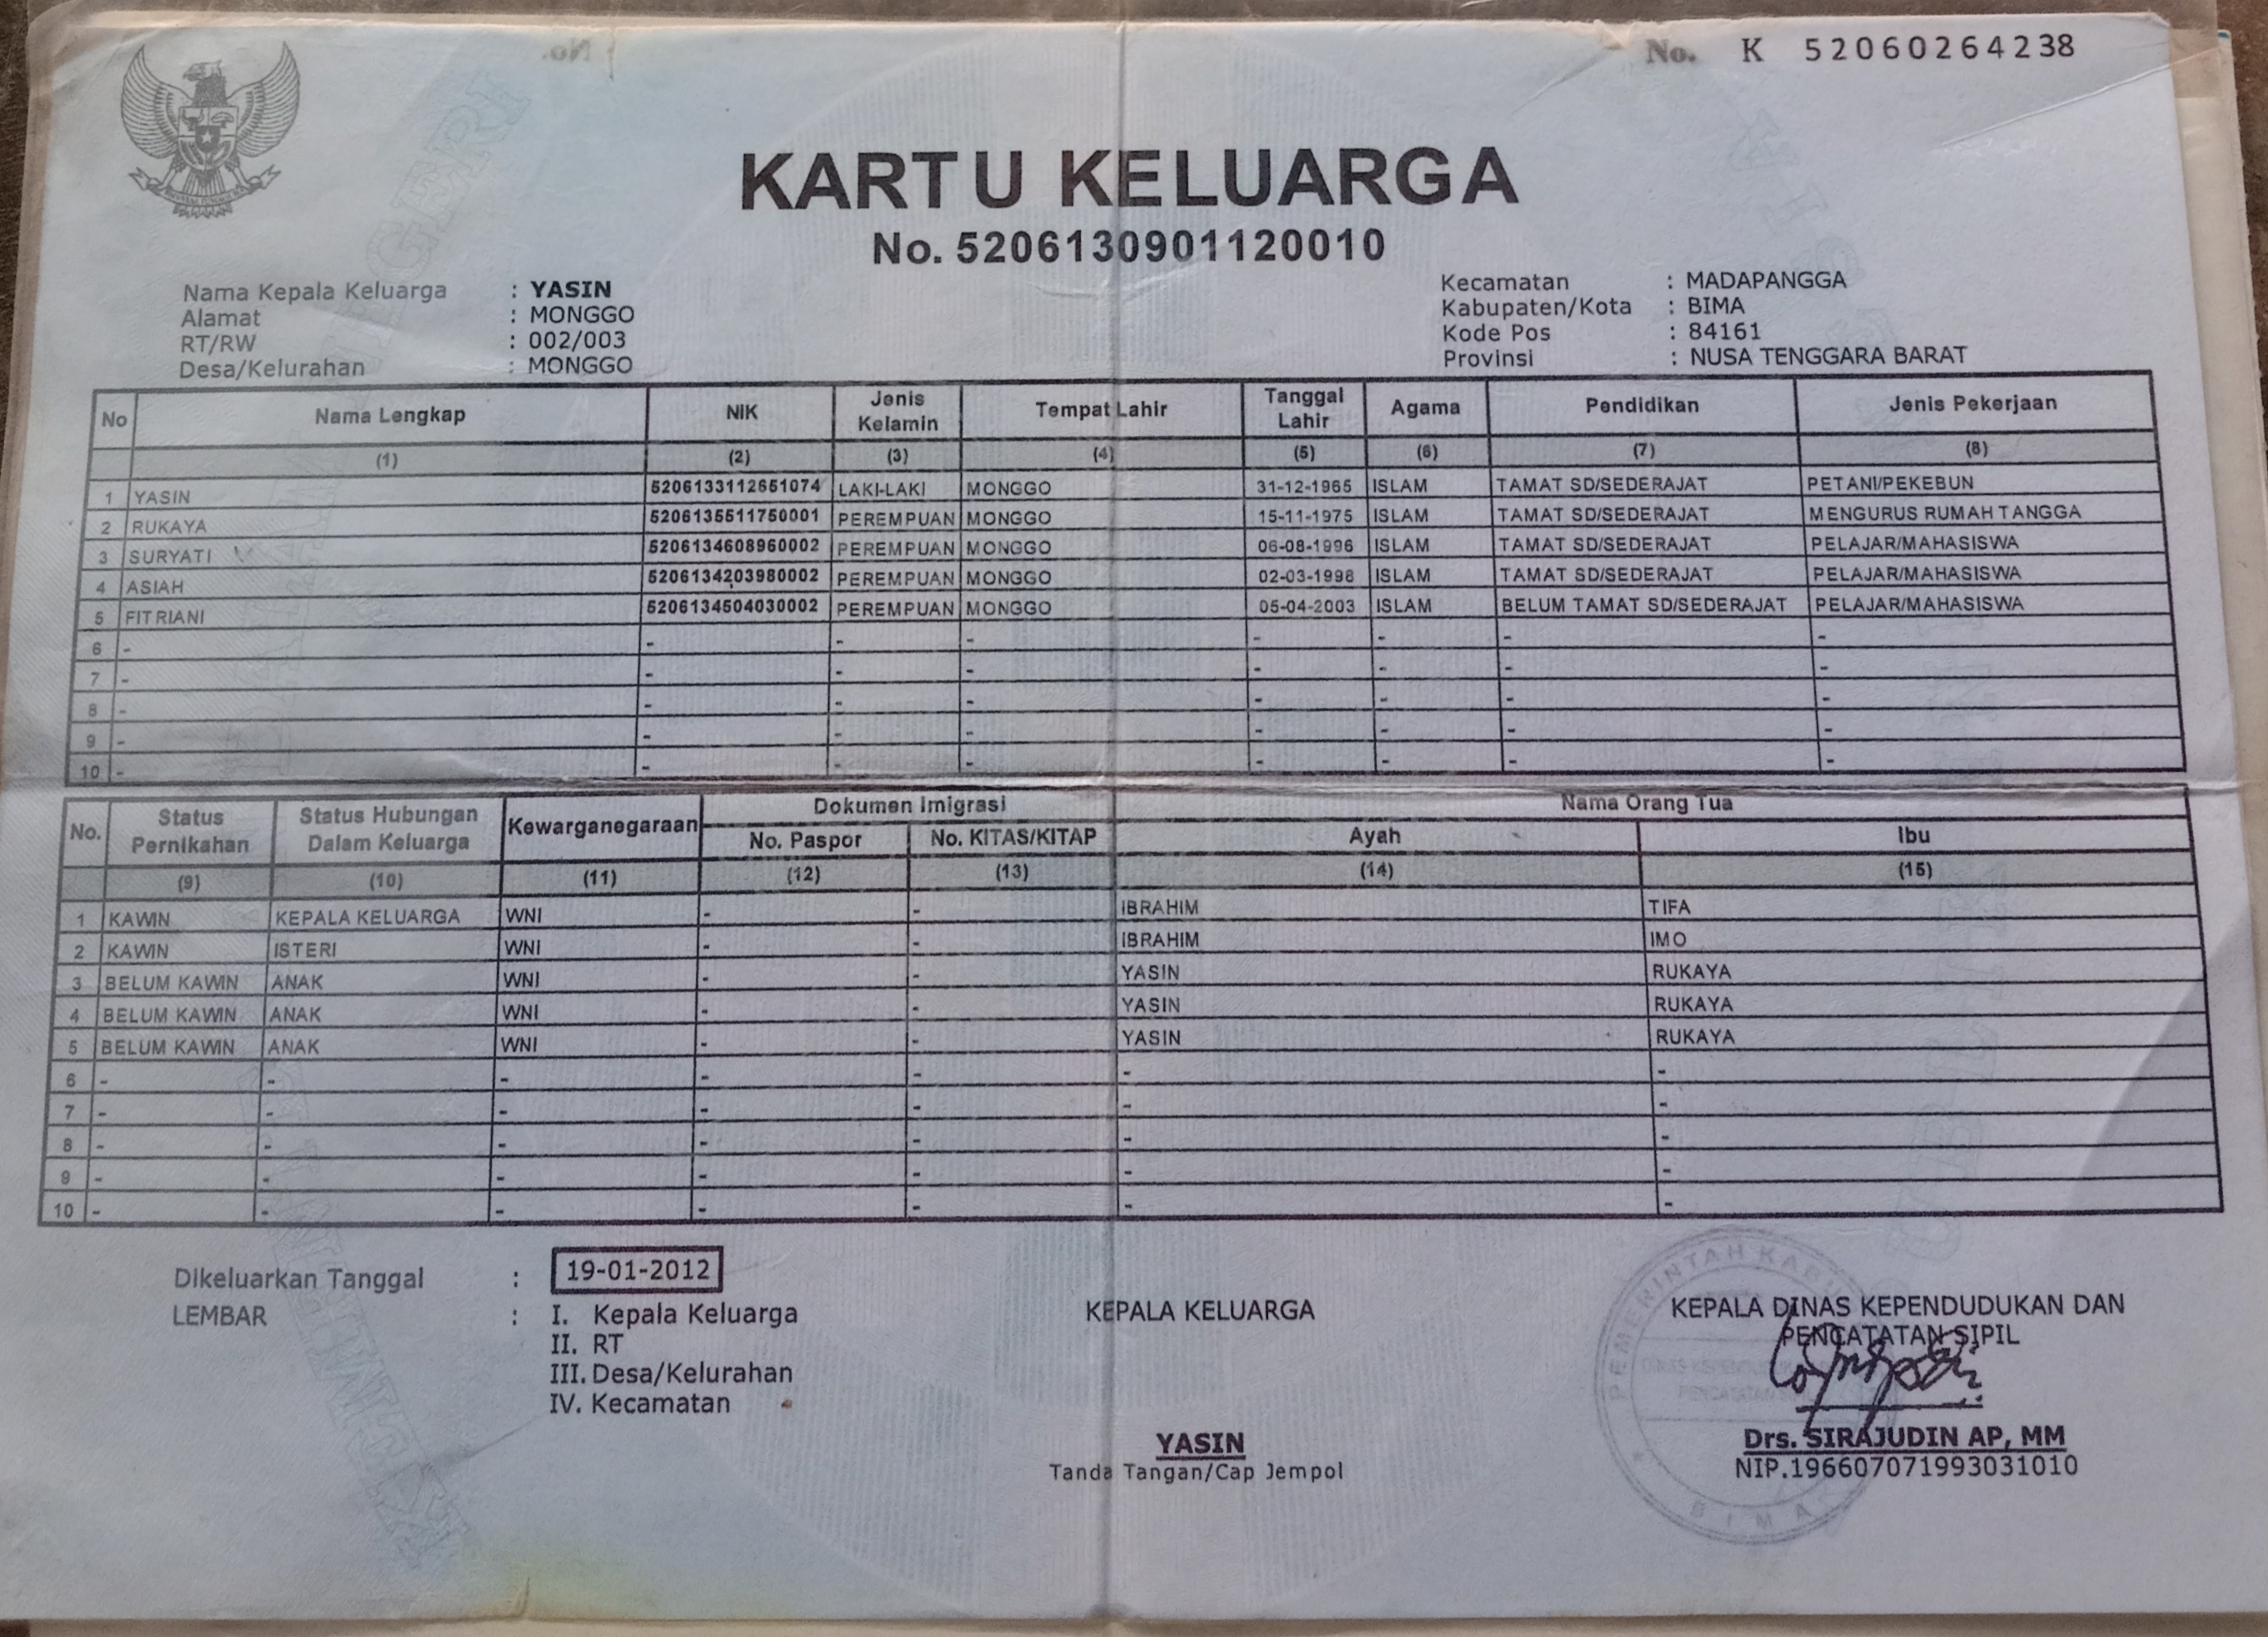 No. K 52060264238
KARTU KELUARGA
No. 5206130901120010
Nama Kepala Keluarga : YASIN
Alamat : MONGGO
RT/RW : 002/003
Desa/Kelurahan : MONGGO
Kecamatan : MADAPANGGA
Kabupaten/Kota : BIMA
Kode Pos : 84161
Provinsi : NUSA TENGGARA BARAT
No Nama Lengkap NIK Jenis Kelamin Tempat Lahir Tanggal Lahir Agama Pendidikan Jenis Pekerjaan
(1) (2) (3) (4) (5) (6) (7) (8)
1 YASIN 5206133112651074 LAKI-LAKI MONGGO 31-12-1965 ISLAM TAMAT SD/SEDERAJAT PETANI/PEKEBUN
2 RUKAYA 5206135511750001 PEREMPUAN MONGGO 15-11-1975 ISLAM TAMAT SD/SEDERAJAT MENGURUS RUMAH TANGGA
3 SURYATI 5206134608960002 PEREMPUAN MONGGO 06-08-1996 ISLAM TAMAT SD/SEDERAJAT PELAJAR/MAHASISWA
4 ASIAH 5206134203980002 PEREMPUAN MONGGO 02-03-1998 ISLAM TAMAT SD/SEDERAJAT PELAJAR/MAHASISWA
5 FITRIANI 5206134504030002 PEREMPUAN MONGGO 05-04-2003 ISLAM BELUM TAMAT SD/SEDERAJAT PELAJAR/MAHASISWA
6 - - - - - - - -
7 - - - - - - - -
8 - - - - - - - -
9 - - - - - - - -
10 - - - - - - - -
No. Status Pernikahan Status Hubungan Dalam Keluarga Kewarganegaraan Dokumen Imigrasi Nama Orang Tua
No. Paspor No. KITAS/KITAP Ayah Ibu
(9) (10) (11) (12) (13) (14) (15)
1 KAWIN KEPALA KELUARGA WNI - - IBRAHIM TIFA
2 KAWIN ISTERI WNI - - IBRAHIM IMO
3 BELUM KAWIN ANAK WNI - - YASIN RUKAYA
4 BELUM KAWIN ANAK WNI - - YASIN RUKAYA
5 BELUM KAWIN ANAK WNI - - YASIN RUKAYA
6 - - - - - - -
7 - - - - - - -
8 - - - - - - -
9 - - - - - - -
10 - - - - - - -
Dikeluarkan Tanggal : 19-01-2012
LEMBAR : I. Kepala Keluarga
II. RT
III. Desa/Kelurahan
IV. Kecamatan
KEPALA KELUARGA
YASIN
Tanda Tangan/Cap Jempol
KEPALA DINAS KEPENDUDUKAN DAN
PENCATATAN SIPIL
Drs. SIRAJUDIN AP, MM
NIP.196607071993031010
PEMERINTAH
BIMA